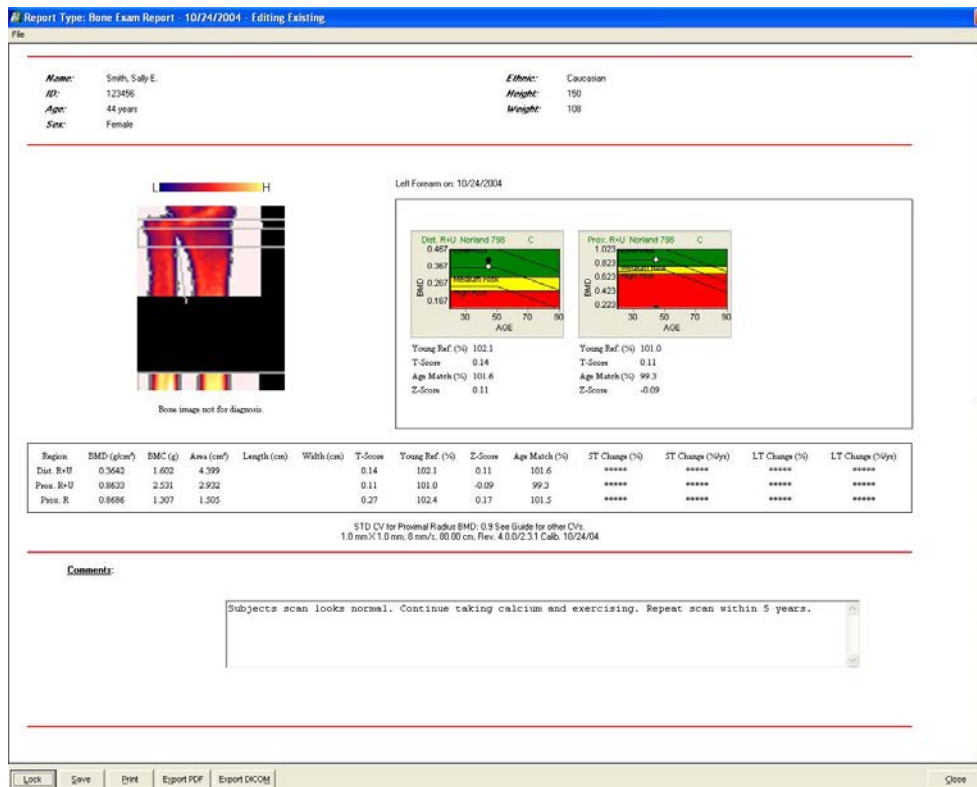 Report Type: Bone Exam Report - 10/24/2004 - Editing Existing
File
Name: Smith, Sally E. Ethnic: Caucasian
ID: 123456 Height: 150
Age: 44 years Weight: 108
Sex: Female
L H
Left Forearm on: 10/24/2004
Dist. R+U Norland 798 C Prox. R+U Norland 798 C
0.467 1.023
0.367 0.823
0.267 Medium Risk 0.623 Medium Risk
0.167 High Risk 0.423
0.223
BMD BMD
30 50 70 90 30 50 70 90
AGE AGE
Young Ref. (%) 102.1 Young Ref. (%) 101.0
T-Score 0.14 T-Score 0.11
Age Match (%) 101.6 Age Match (%) 99.3
Z-Score 0.11 Z-Score -0.09
Bone image not for diagnosis.
Region BMD (g/cm²) BMC (g) Area (cm²) Length (cm) Width (cm) T-Score Young Ref. (%) Z-Score Age Match (%) ST Change (%) ST Change (%/yr) LT Change (%) LT Change (%/yr)
Dist. R+U 0.3642 1.602 4.399 0.14 102.1 0.11 101.6 ***** ***** ***** *****
Prox. R+U 0.8633 2.531 2.932 0.11 101.0 -0.09 99.3 ***** ***** ***** *****
Prox. R 0.8686 1.307 1.505 0.27 102.4 0.17 101.5 ***** ***** ***** *****
STD CV for Proximal Radius BMD: 0.9 See Guide for other CVs.
1.0 mm X 1.0 mm, 8 mm/s, 80.00 cm, Rev. 4.0.0/2.3.1 Calib. 10/24/04
Comments:
Subjects scan looks normal. Continue taking calcium and exercising. Repeat scan within 5 years.
Lock Save Print Export PDF Export DICOM Close